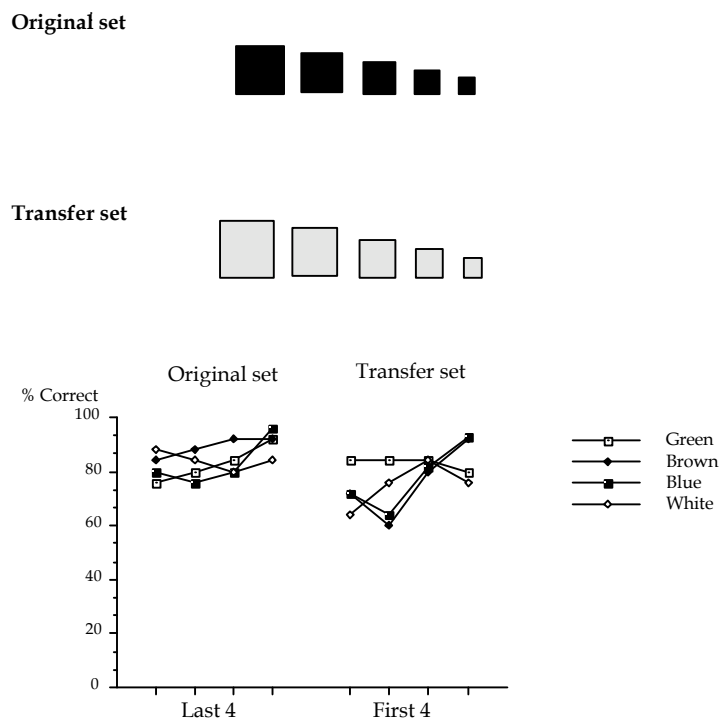 Original set
Transfer set
Original set
Transfer set
% Correct
100
80
60
40
20
0
Last 4
First 4
Green
Brown
Blue
White